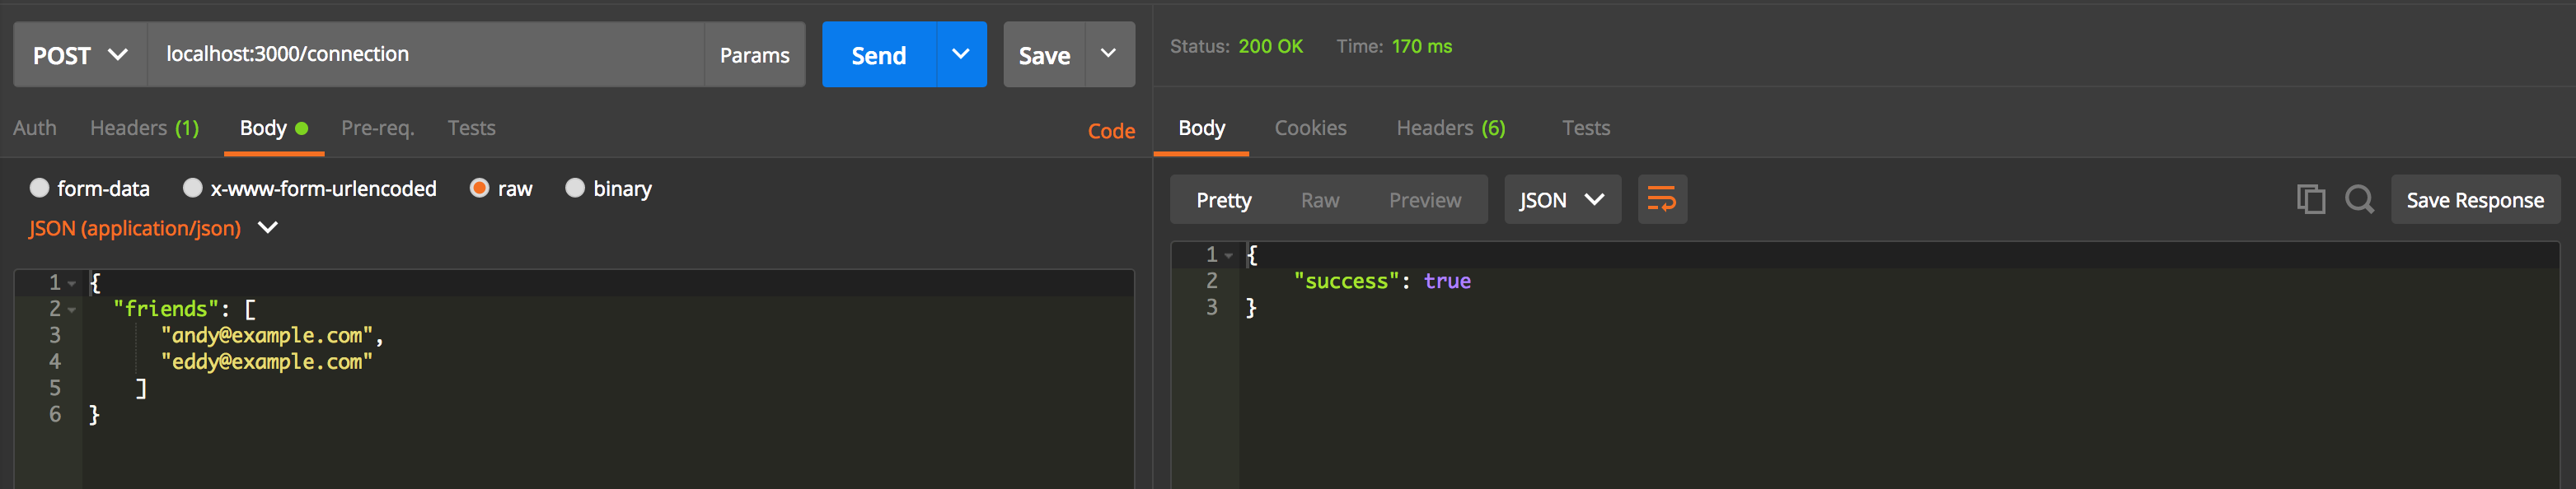 POST localhost:3000/connection Params Send Save
Auth Headers (1) Body Pre-req. Tests Code
form-data x-www-form-urlencoded raw binary
JSON (application/json)
1 {
2 "friends": [
3 "andy@example.com",
4 "eddy@example.com"
5 ]
6 }
Status: 200 OK Time: 170 ms
Body Cookies Headers (6) Tests
Pretty Raw Preview JSON Save Response
1 {
2 "success": true
3 }